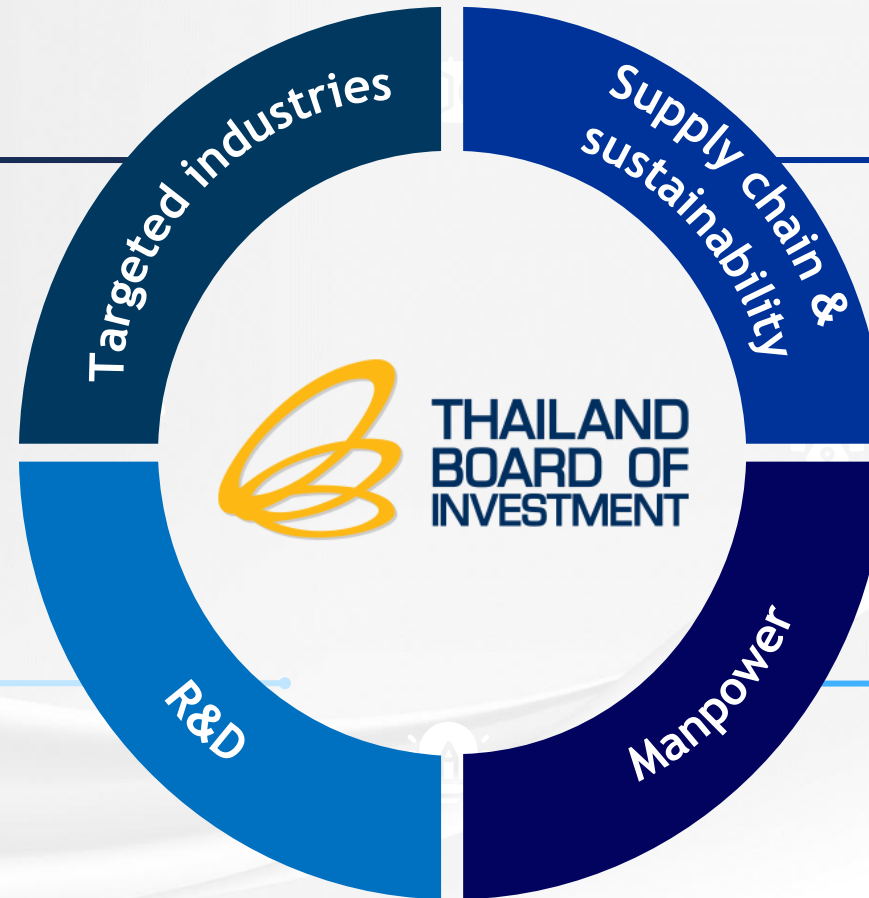 Targeted industries
Supply chain &
sustainability
THAILAND
BOARD OF
INVESTMENT
R&D
Manpower